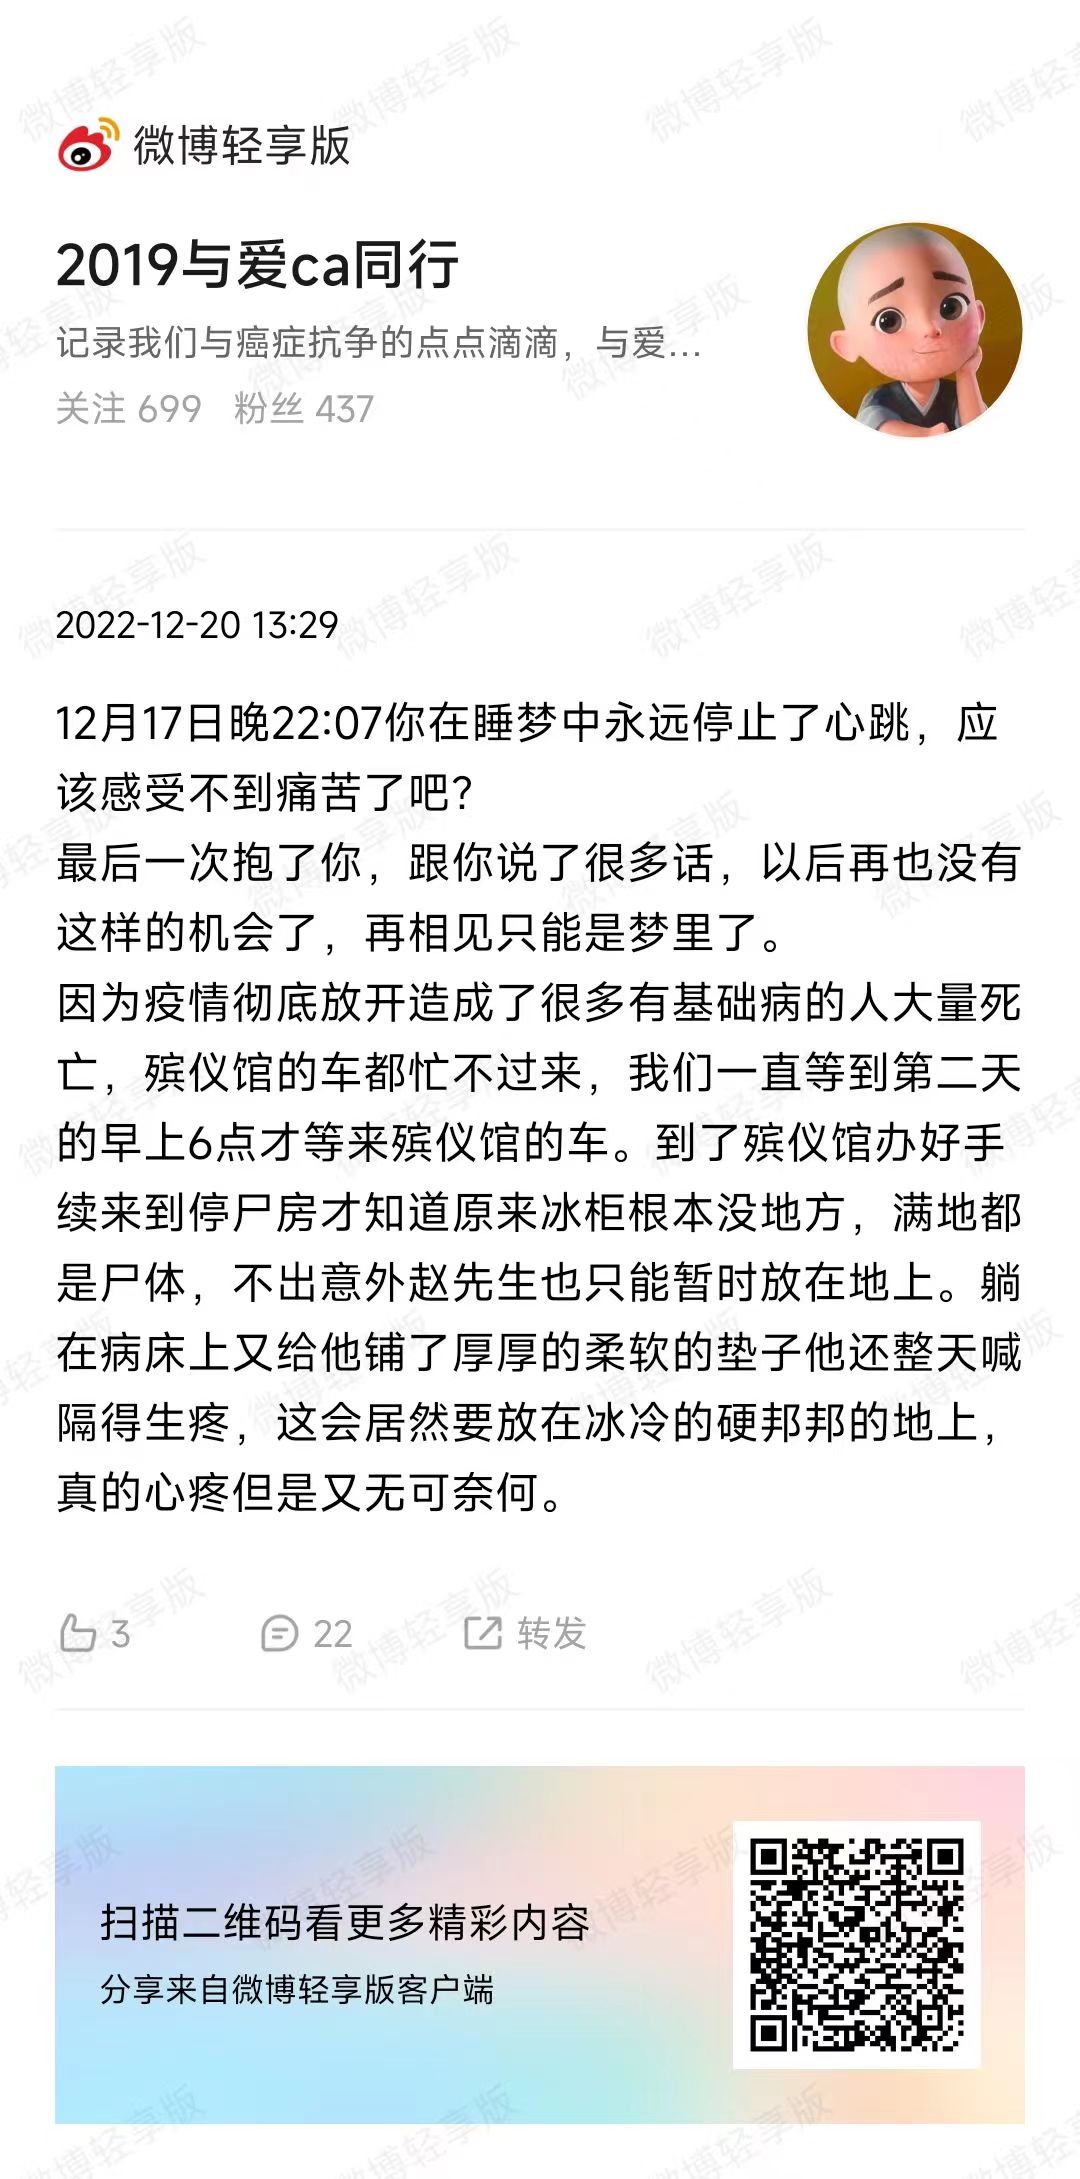 微博轻享版
2019与爱ca同行
记录我们与癌症抗争的点点滴滴，与爱...
关注 699 粉丝 437
2022-12-20 13:29
12月17日晚22:07你在睡梦中永远停止了心跳，应
该感受不到痛苦了吧？
最后一次抱了你，跟你说了很多话，以后再也没有
这样的机会了，再相见只能是梦里了。
因为疫情彻底放开造成了很多有基础病的人大量死
亡，殡仪馆的车都忙不过来，我们一直等到第二天
的早上6点才等来殡仪馆的车。到了殡仪馆办好手
续来到停尸房才知道原来冰柜根本没地方，满地都
是尸体，不出意外赵先生也只能暂时放在地上。躺
在病床上又给他铺了厚厚的柔软的垫子他还整天喊
隔得生疼，这会居然要放在冰冷的硬邦邦的地上，
真的心疼但是又无可奈何。
3 22 转发
扫描二维码看更多精彩内容
分享来自微博轻享版客户端